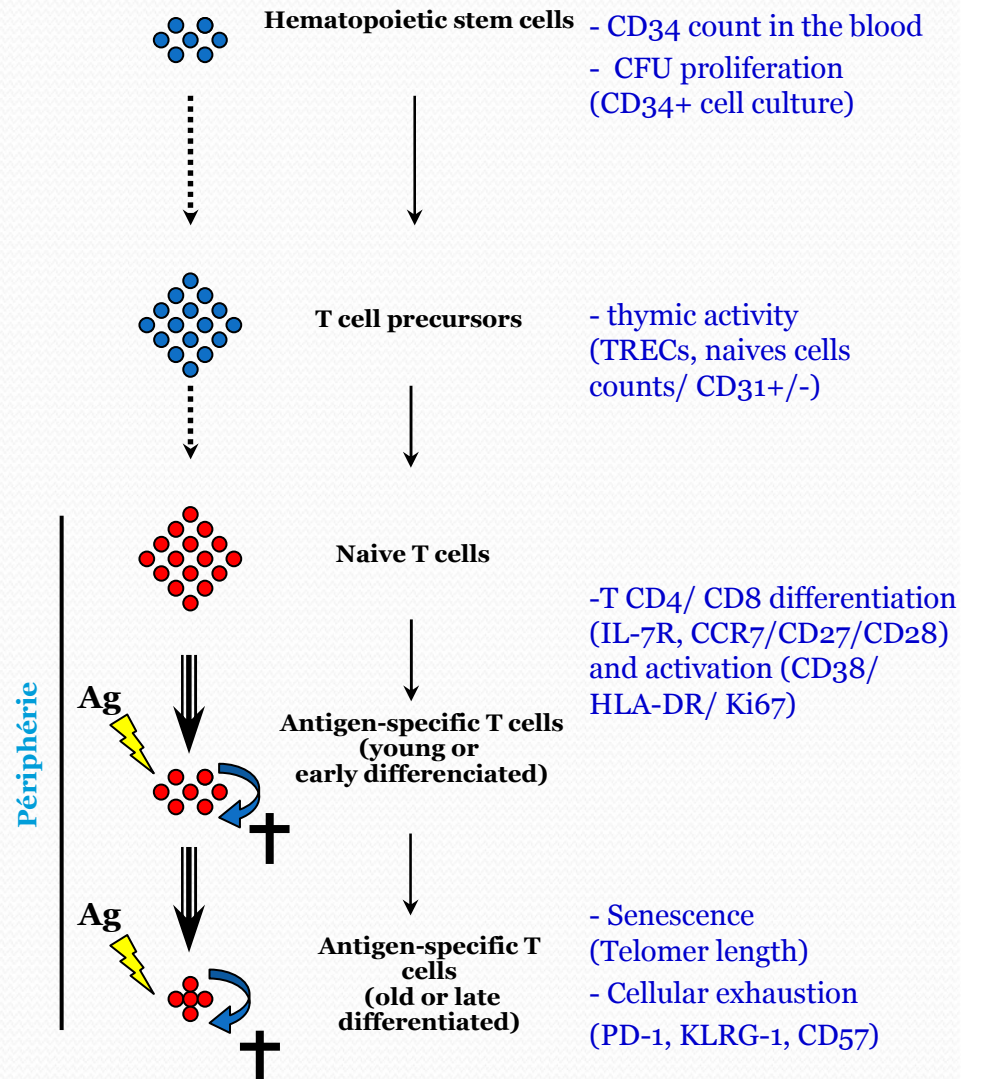 Hematopoietic stem cells
- CD34 count in the blood
- CFU proliferation
(CD34+ cell culture)
T cell precursors
- thymic activity
(TRECs, naives cells
counts/ CD31+/-)
Naive T cells
-T CD4/ CD8 differentiation
(IL-7R, CCR7/CD27/CD28)
and activation (CD38/
HLA-DR/ Ki67)
Périphérie
Ag
Antigen-specific T cells
(young or
early differenciated)
Ag
Antigen-specific T
cells
(old or late
differentiated)
- Senescence
(Telomer length)
- Cellular exhaustion
(PD-1, KLRG-1, CD57)